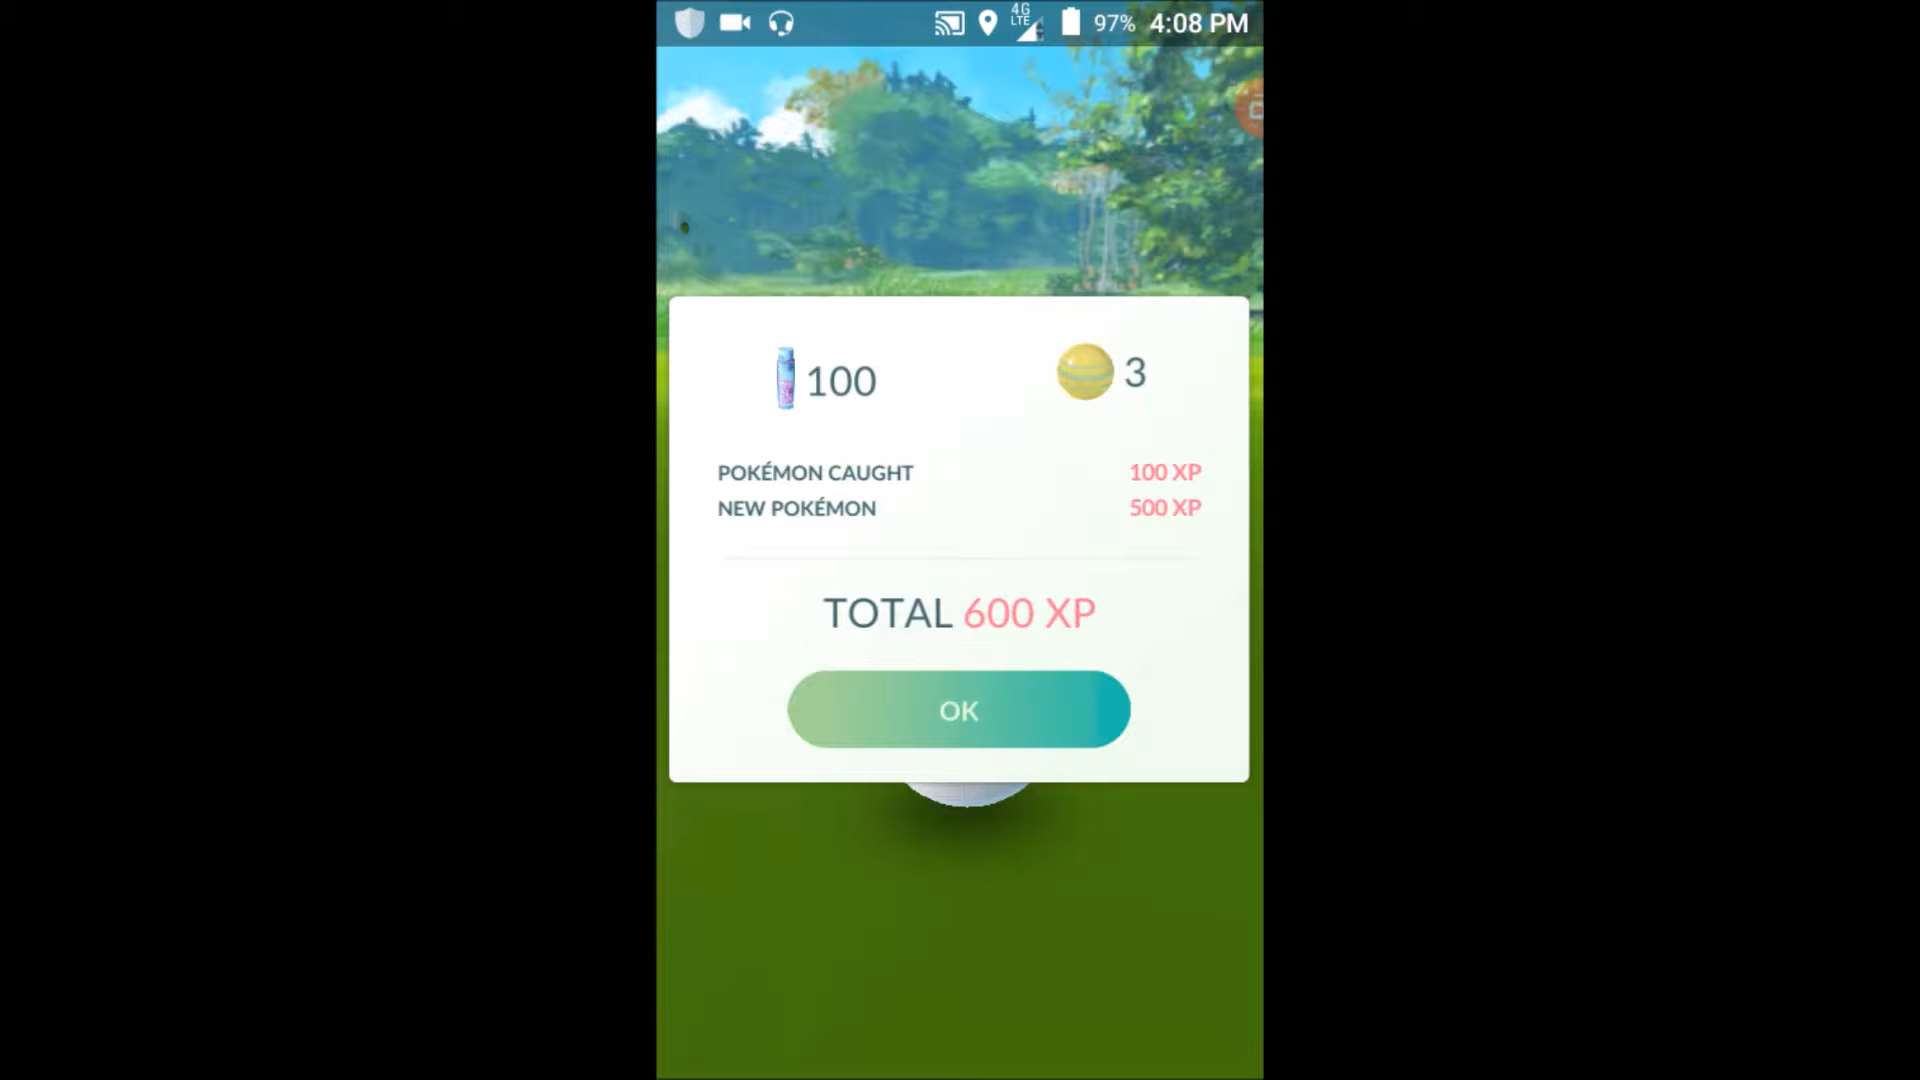 4G
LTE
97% 4:08 PM
100
3
POKÉMON CAUGHT 100 XP
NEW POKÉMON 500 XP
TOTAL 600 XP
OK